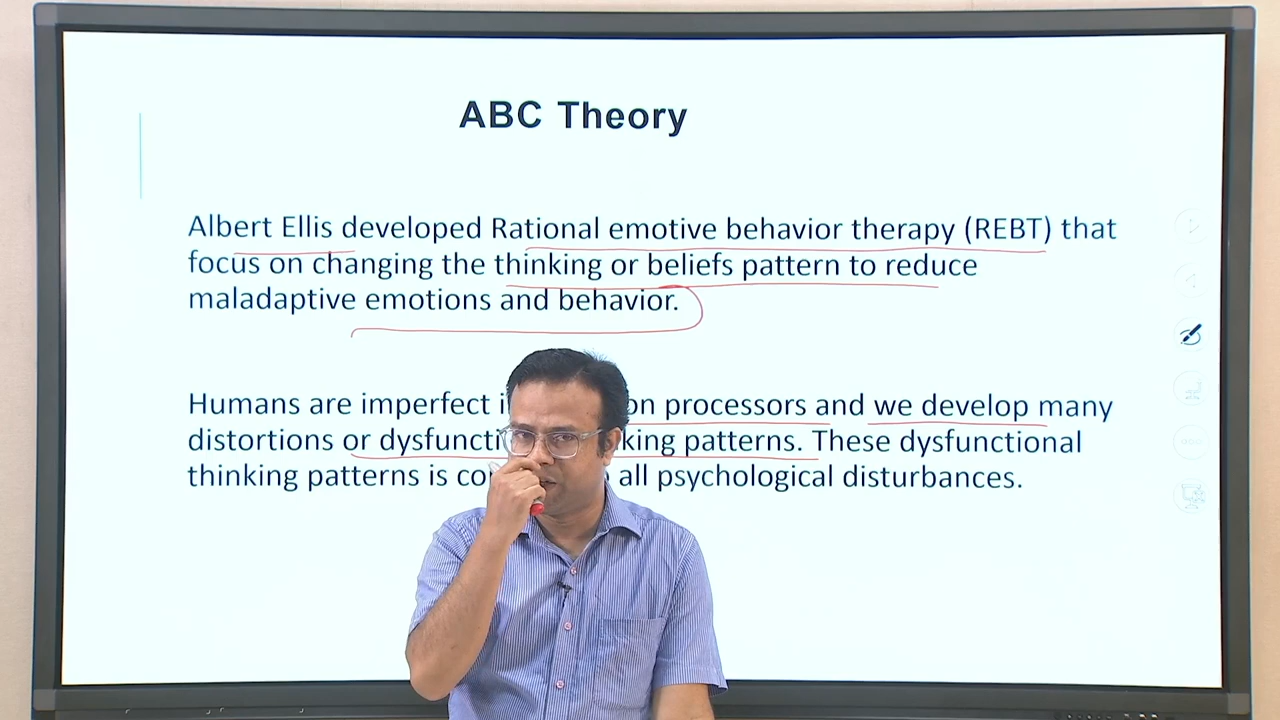 ABC Theory
Albert Ellis developed Rational emotive behavior therapy (REBT) that
focus on changing the thinking or beliefs pattern to reduce
maladaptive emotions and behavior.
Humans are imperfect on processors and we develop many
distortions or dysfuncti king patterns. These dysfunctional
thinking patterns is all psychological disturbances.